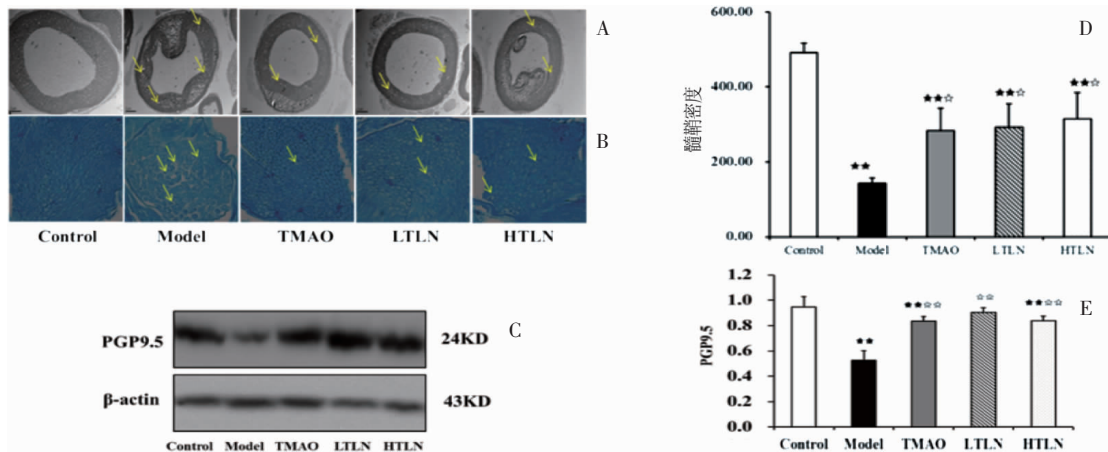 A
B
Control Model TMAO LTLN HTLN
PGP9.5 24KD C
β-actin 43KD
Control Model TMAO LTLN HTLN
600.00 D
400.00
髓鞘密度
200.00
0.00
★★
★★☆
★★☆
★★☆
Control Model TMAO LTLN HTLN
1.2 E
1.0
0.8
PGP9.5
0.6
0.4
0.2
0.0
★★
★★☆☆
☆☆
★★☆☆
Control Model TMAO LTLN HTLN